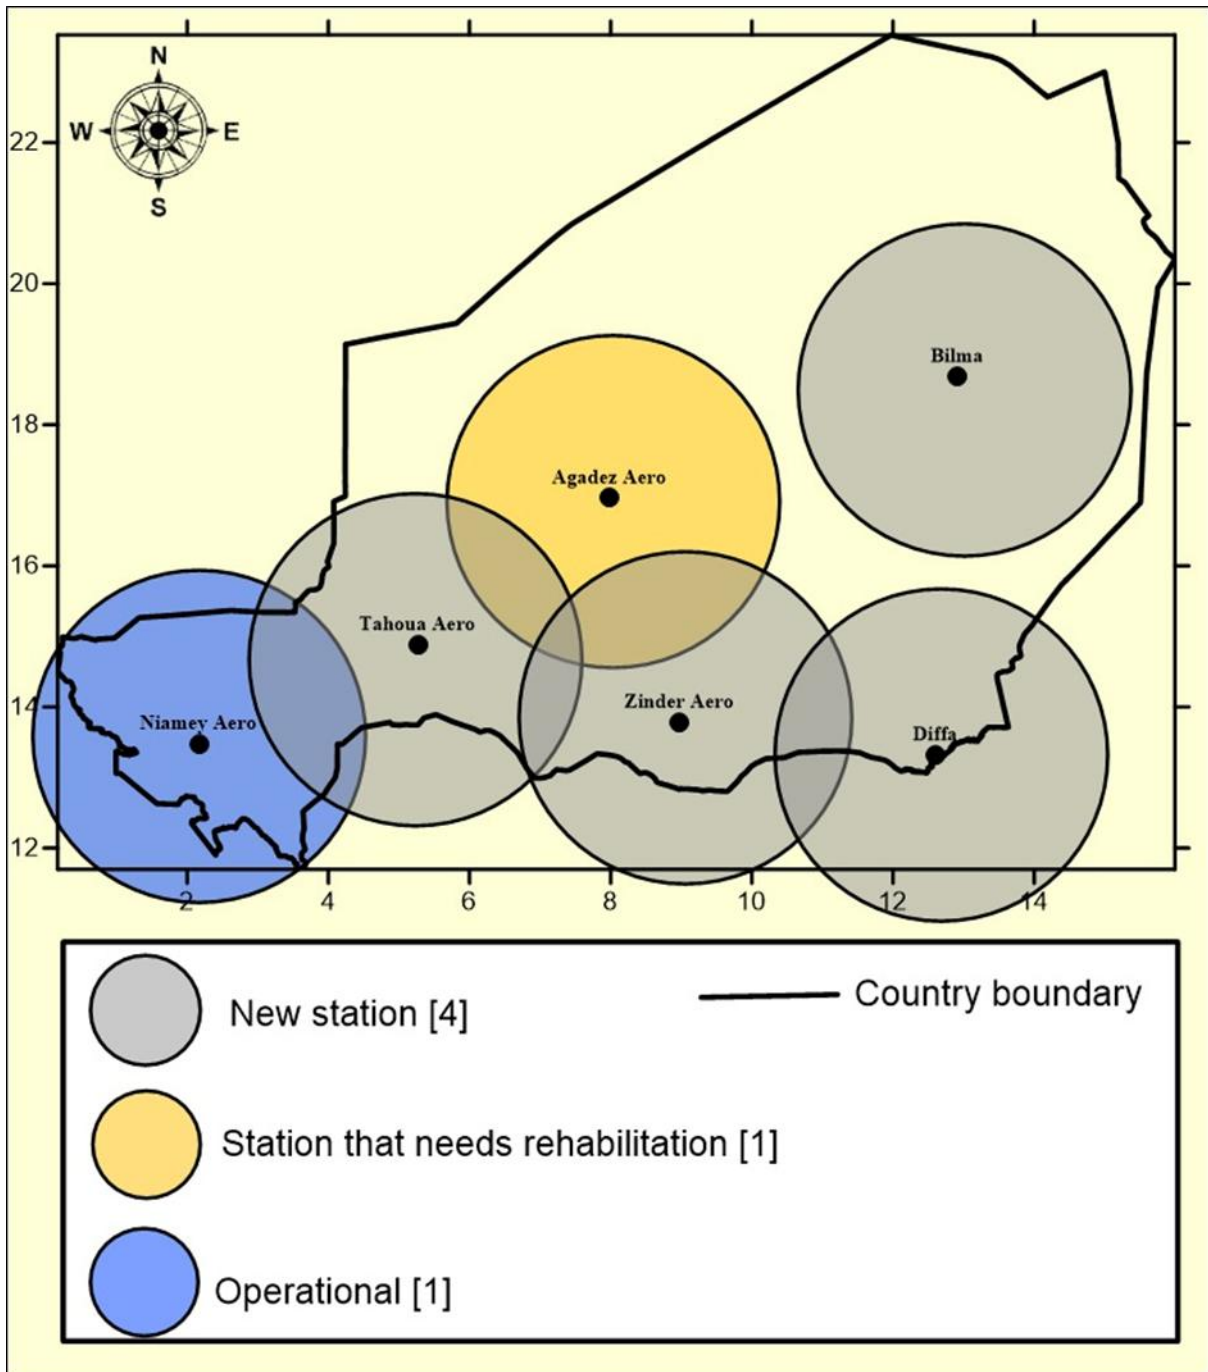 N
W E
S
22
20
18
16
14
12
Bilma
Agadez Aero
Tahoua Aero
Zinder Aero
Niamey Aero
Diffa
2 4 6 8 10 12 14
New station [4]
Country boundary
Station that needs rehabilitation [1]
Operational [1]